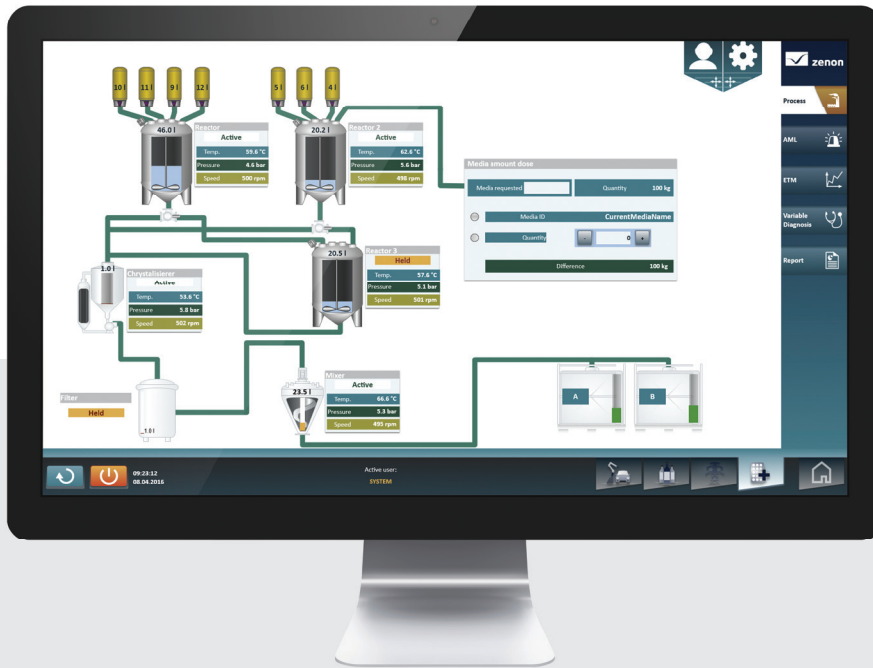 zenon
Process
AML
ETM
Variable
Diagnosis
Report
10 l
11 l
9 l
12 l
46.0 l
Reactor
Active
Temp. 59.6 °C
Pressure 4.6 bar
Speed 500 rpm
5 l
6 l
4 l
20.2 l
Reactor 2
Active
Temp. 62.6 °C
Pressure 5.6 bar
Speed 498 rpm
Media smount dose
Media requested
Quantity 100 kg
Media ID CurrentMediaName
Quantity - 0 +
Difference 100 kg
20.5 l
Reactor 3
Held
Temp. 57.6 °C
Pressure 5.1 bar
Speed 501 rpm
1.0 l
Chrystalisierer
Active
Temp. 53.6 °C
Pressure 5.8 bar
Speed 502 rpm
Held
_1.0 l
23.5 l
Mixer
Active
Temp. 66.6 °C
Pressure 5.3 bar
Speed 495 rpm
A
B
09:23:12
08.04.2016
Active user:
SYSTEM